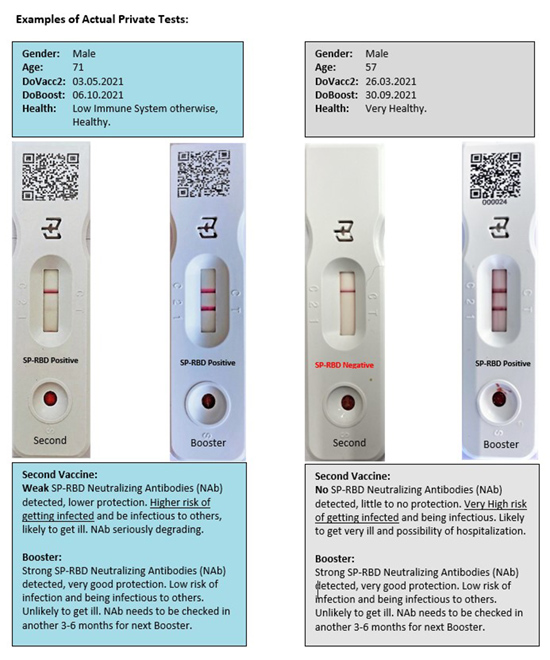 Examples of Actual Private Tests:
Gender: Male
Age: 71
DoVacc2: 03.05.2021
DoBoost: 06.10.2021
Health: Low Immune System otherwise,
Healthy.
Gender: Male
Age: 57
DoVacc2: 26.03.2021
DoBoost: 30.09.2021
Health: Very Healthy.
C 2 1
SP-RBD Positive
Second
C 2 1
C T
SP-RBD Positive
Booster
C T
SP-RBD Negative
Second
000024
C 2 1
C T
SP-RBD Positive
Booster
Second Vaccine:
Weak SP-RBD Neutralizing Antibodies (NAb)
detected, lower protection. Higher risk of
getting infected and be infectious to others,
likely to get ill. NAb seriously degrading.
Booster:
Strong SP-RBD Neutralizing Antibodies (NAb)
detected, very good protection. Low risk of
infection and being infectious to others.
Unlikely to get ill. NAb needs to be checked in
another 3-6 months for next Booster.
Second Vaccine:
No SP-RBD Neutralizing Antibodies (NAb)
detected, little to no protection. Very High risk
of getting infected and being infectious. Likely
to get very ill and possibility of hospitalization.
Booster:
Strong SP-RBD Neutralizing Antibodies (NAb)
detected, very good protection. Low risk of
infection and being infectious to others.
Unlikely to get ill. NAb needs to be checked in
another 3-6 months for next Booster.